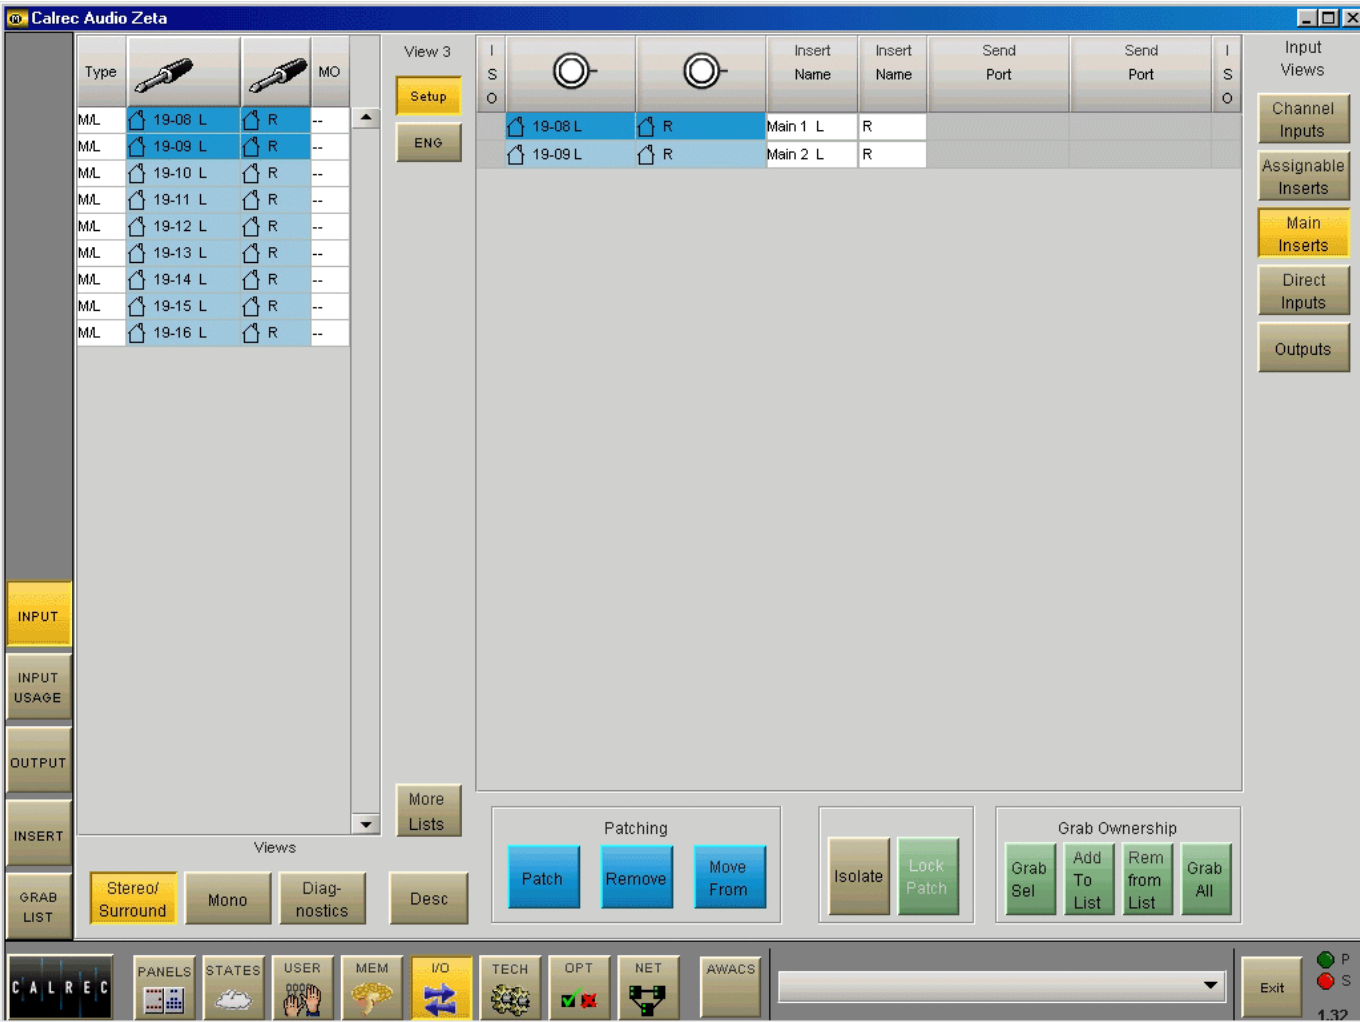 Calrec Audio Zeta
Type MO
M/L 19-08 L R --
M/L 19-09 L R --
M/L 19-10 L R --
M/L 19-11 L R --
M/L 19-12 L R --
M/L 19-13 L R --
M/L 19-14 L R --
M/L 19-15 L R --
M/L 19-16 L R --
View 3
Setup
ENG
More
Lists
Desc
I
S
O
Insert
Name
Insert
Name
Send
Port
Send
Port
I
S
O
19-08 L R Main 1 L R
19-09 L R Main 2 L R
Input
Views
Channel
Inputs
Assignable
Inserts
Main
Inserts
Direct
Inputs
Outputs
INPUT
INPUT
USAGE
OUTPUT
INSERT
GRAB
LIST
Views
Stereo/
Surround
Mono
Diag-
nostics
Patching
Patch
Remove
Move
From
Isolate
Lock
Patch
Grab Ownership
Grab
Sel
Add
To
List
Rem
from
List
Grab
All
CALREC
PANELS
STATES
USER
MEM
I/O
TECH
OPT
NET
AWACS
Exit
P
S
1.32